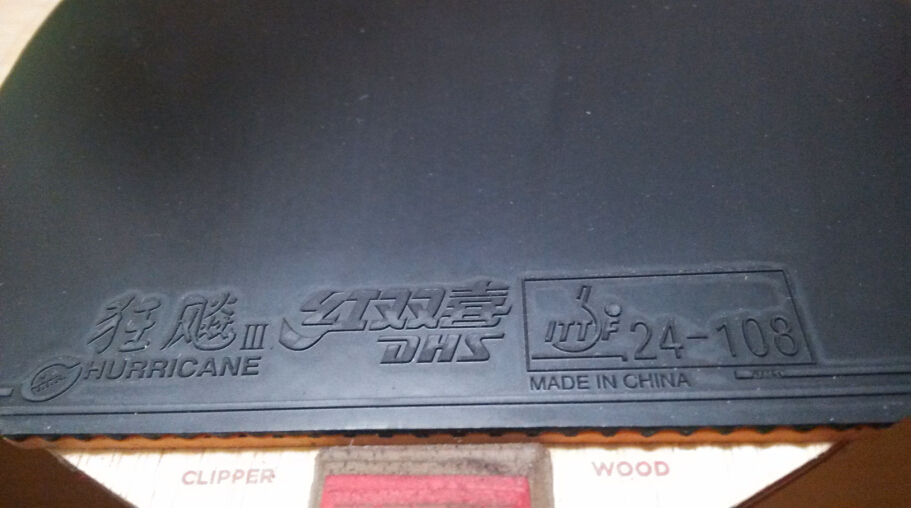 狂飚III
HURRICANE
红双喜
DHS
ITTF 24-108
MADE IN CHINA
CLIPPER WOOD